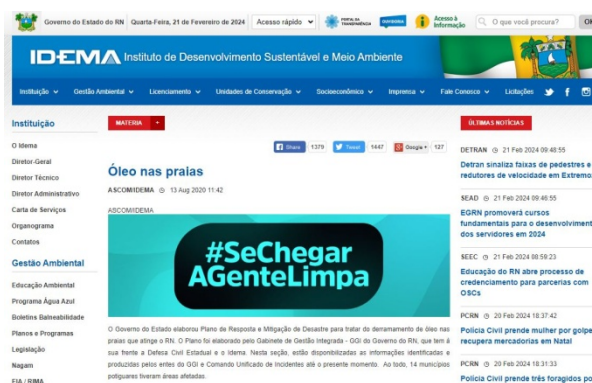 Governo do Estado do RN
Quarta-Feira, 21 de Fevereiro de 2024
Acesso rápido
PORTAL DA
TRANSPARÊNCIA
Acesso à
Informação
O que você procura?
OK
IDEMA Instituto de Desenvolvimento Sustentável e Meio Ambiente
Instituição
Gestão Ambiental
Licenciamento
Unidades de Conservação
Socioeconômico
Imprensa
Fale Conosco
Licitações
Instituição
O Idema
Diretor-Geral
Diretor Técnico
Diretor Administrativo
Carta de Serviços
Organograma
Contatos
Gestão Ambiental
Educação Ambiental
Programa Água Azul
Boletins Balneabilidade
Planos e Programas
Legislação
Nagam
EIA / RIMA
MATERIA
Share 1379 Tweet 1447 Google + 127
Óleo nas praias
ASCOM/IDEMA 13 Aug 2020 11:42
ASCOM/IDEMA
#SeChegar
AGenteLimpa
O Governo do Estado elaborou Plano de Resposta e Mitigação de Desastre para tratar do derramamento de óleo nas
praias que atinge o RN. O Plano foi elaborado pelo Gabinete de Gestão Integrada - GGI do Governo do RN, que tem à
sua frente a Defesa Civil Estadual e o Idema. Nesta seção, estão disponibilizadas as informações identificadas e
produzidas pelos entes do GGI e Comando Unificado de Incidentes até o presente momento. Ao todo, 14 municípios
potiguares tiveram áreas afetadas.
ÚLTIMAS NOTÍCIAS
DETRAN 21 Feb 2024 09:48:55
Detran sinaliza faixas de pedestres e
redutores de velocidade em Extremo
SEAD 21 Feb 2024 09:46:55
EGRN promoverá cursos
fundamentais para o desenvolviment
dos servidores em 2024
SEEC 21 Feb 2024 08:59:23
Educação do RN abre processo de
credenciamento para parcerias com
OSCs
PCRN 20 Feb 2024 18:37:42
Polícia Civil prende mulher por golpe
recupera mercadorias em Natal
PCRN 20 Feb 2024 18:31:33
Polícia Civil prende três foragidos po